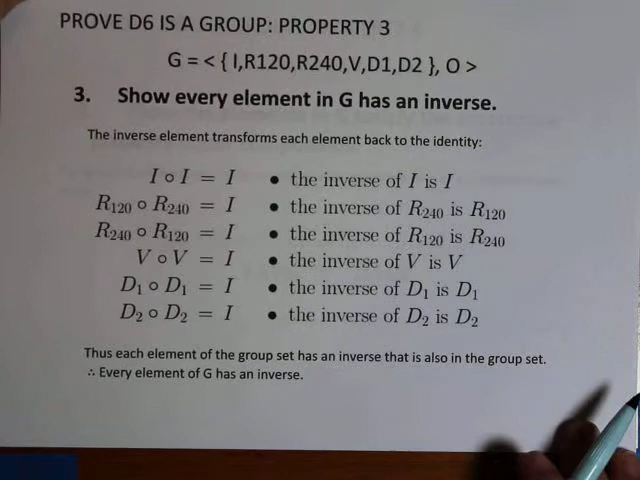 PROVE D6 IS A GROUP: PROPERTY 3
G = < { I,R120,R240,V,D1,D2 }, O >
3. Show every element in G has an inverse.
The inverse element transforms each element back to the identity:
I ∘ I = I • the inverse of I is I
R₁₂₀ ∘ R₂₄₀ = I • the inverse of R₂₄₀ is R₁₂₀
R₂₄₀ ∘ R₁₂₀ = I • the inverse of R₁₂₀ is R₂₄₀
V ∘ V = I • the inverse of V is V
D₁ ∘ D₁ = I • the inverse of D₁ is D₁
D₂ ∘ D₂ = I • the inverse of D₂ is D₂
Thus each element of the group set has an inverse that is also in the group set.
∴ Every element of G has an inverse.